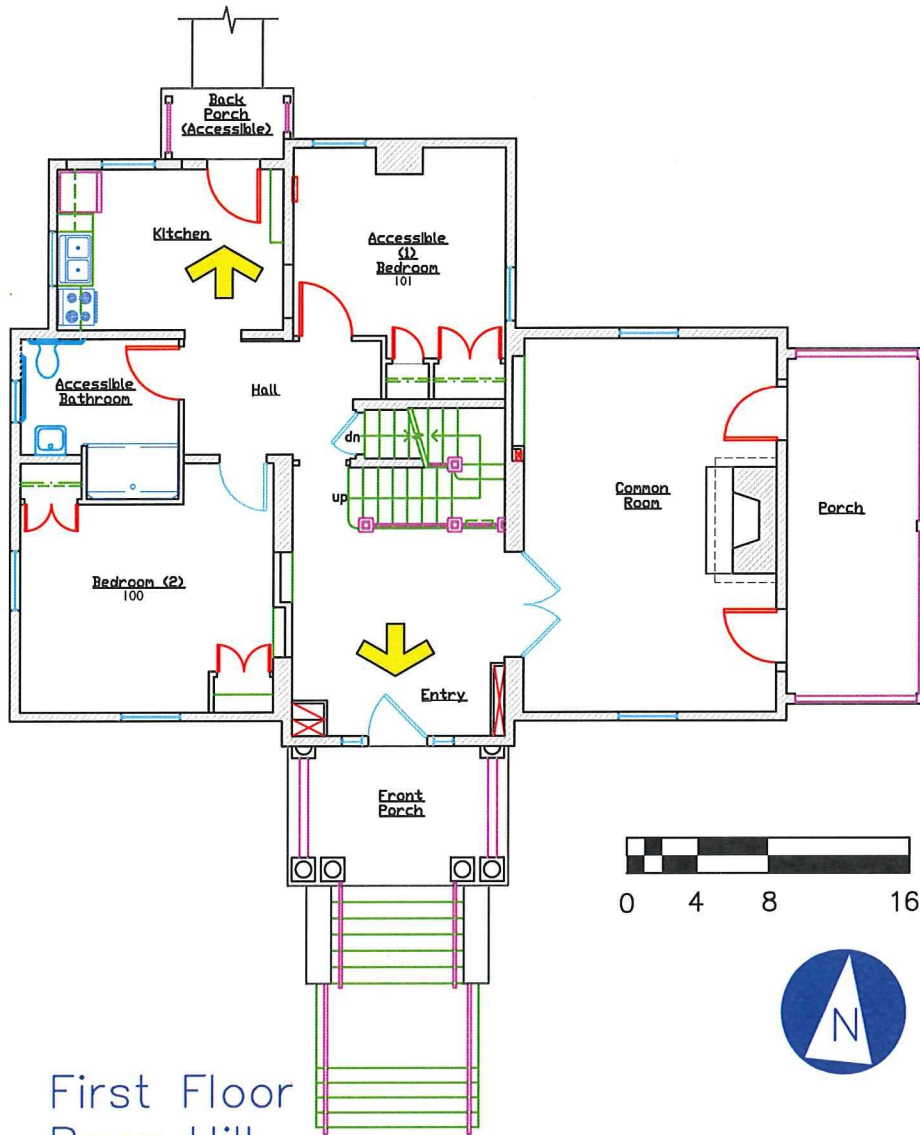 Back
Porch
(Accessible)
Kitchen
Accessible
(1)
Bedroom
101
Accessible
Bathroom
Hall
dn
up
Common
Room
Porch
Bedroom (2)
100
Entry
Front
Porch
0 4 8 16
N
First Floor